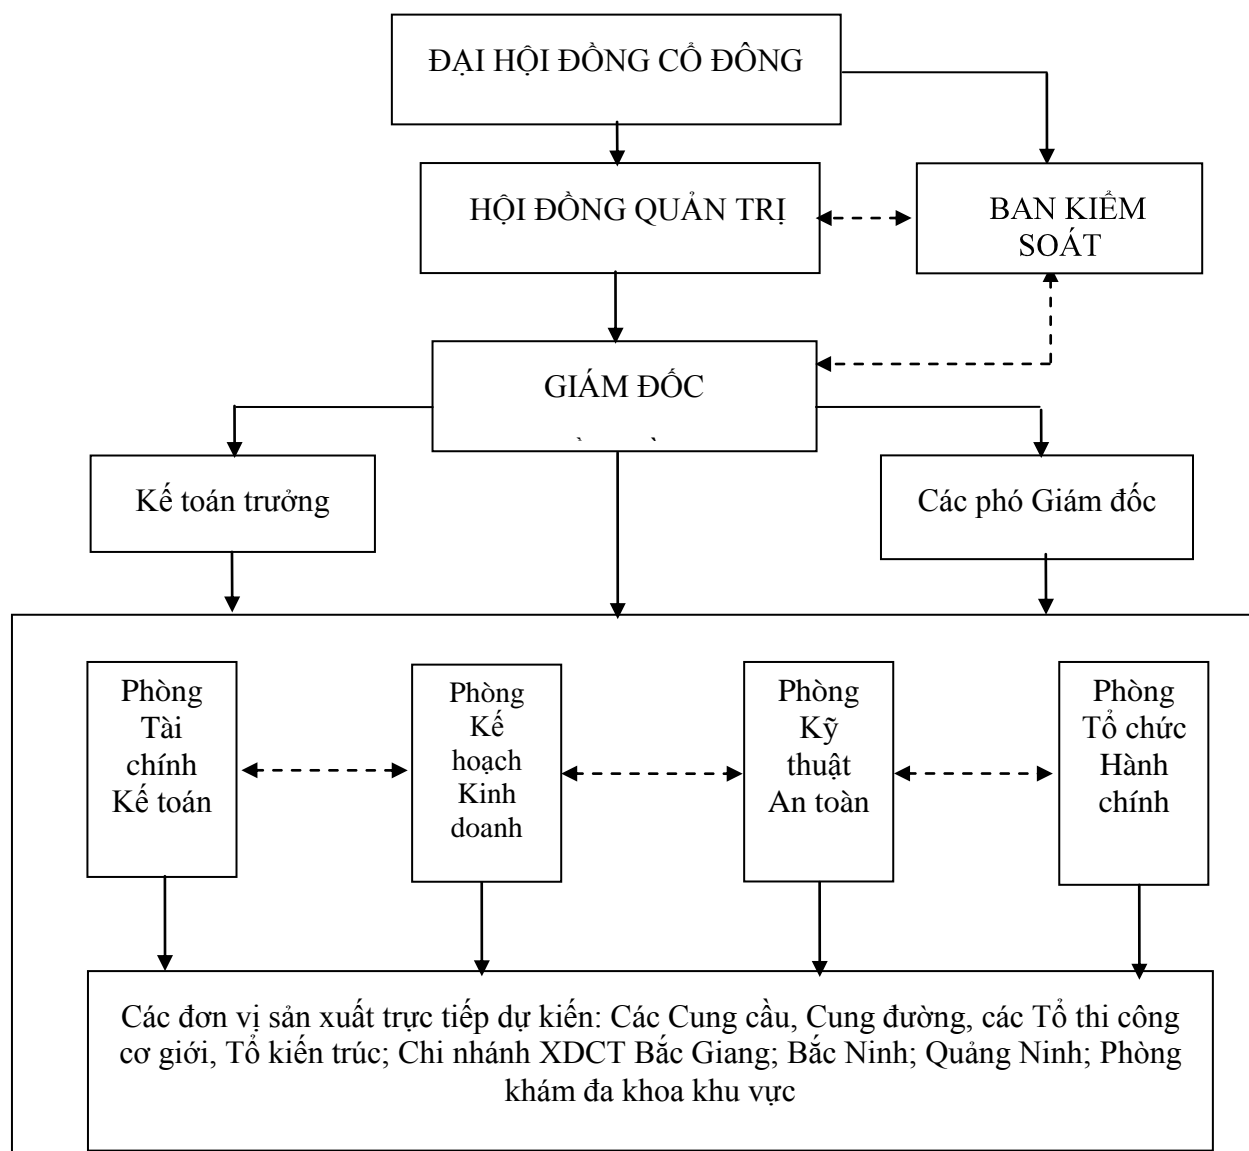 ĐẠI HỘI ĐỒNG CỔ ĐÔNG
HỘI ĐỒNG QUẢN TRỊ
BAN KIỂM
SOÁT
GIÁM ĐỐC
Kế toán trưởng
Các phó Giám đốc
Phòng
Tài
chính
Kế toán
Phòng
Kế
hoạch
Kinh
doanh
Phòng
Kỹ
thuật
An toàn
Phòng
Tổ chức
Hành
chính
Các đơn vị sản xuất trực tiếp dự kiến: Các Cung cầu, Cung đường, các Tổ thi công
cơ giới, Tổ kiến trúc; Chi nhánh XDCT Bắc Giang; Bắc Ninh; Quảng Ninh; Phòng
khám đa khoa khu vực